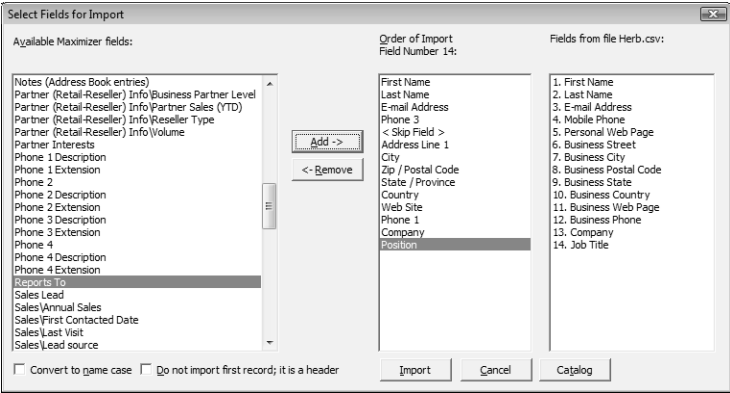 Select Fields for Import
Available Maximizer fields:
Notes (Address Book entries)
Partner (Retail-Reseller) Info\Business Partner Level
Partner (Retail-Reseller) Info\Partner Sales (YTD)
Partner (Retail-Reseller) Info\Reseller Type
Partner (Retail-Reseller) Info\Volume
Partner Interests
Phone 1 Description
Phone 1 Extension
Phone 2
Phone 2 Description
Phone 2 Extension
Phone 3 Description
Phone 3 Extension
Phone 4
Phone 4 Description
Phone 4 Extension
Reports To
Sales Lead
Sales\Annual Sales
Sales\First Contacted Date
Sales\Last Visit
Sales\Lead source
Add ->
<- Remove
Order of Import
Field Number 14:
First Name
Last Name
E-mail Address
Phone 3
< Skip Field >
Address Line 1
City
Zip / Postal Code
State / Province
Country
Web Site
Phone 1
Company
Position
Fields from file Herb.csv:
1. First Name
2. Last Name
3. E-mail Address
4. Mobile Phone
5. Personal Web Page
6. Business Street
7. Business City
8. Business Postal Code
9. Business State
10. Business Country
11. Business Web Page
12. Business Phone
13. Company
14. Job Title
Convert to name case
Do not import first record; it is a header
Import
Cancel
Catalog